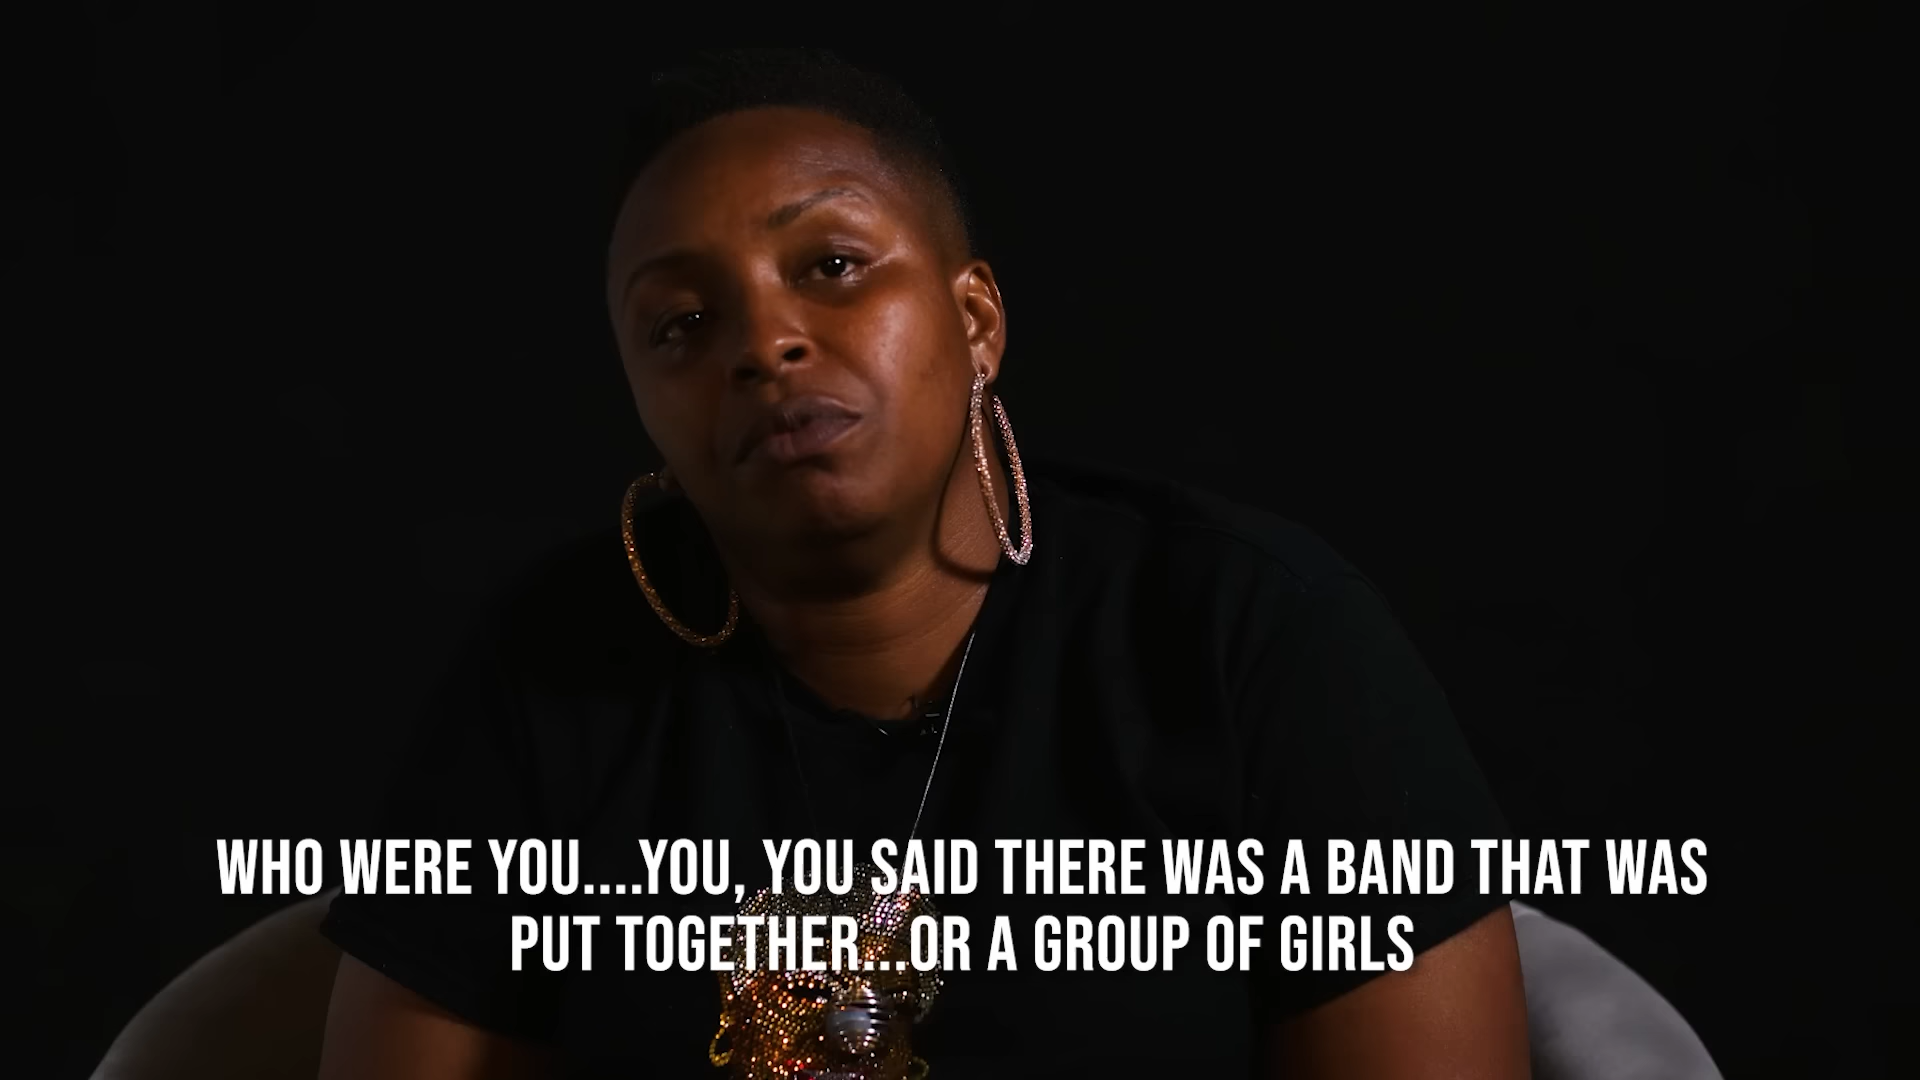 WHO WERE YOU....YOU, YOU SAID THERE WAS A BAND THAT WAS
PUT TOGETHER...OR A GROUP OF GIRLS